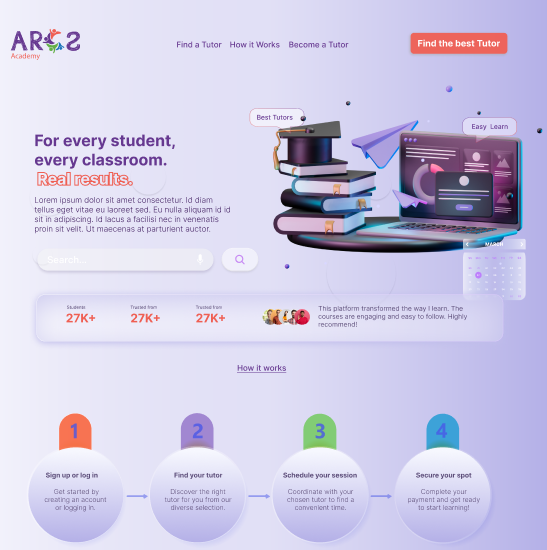 ARCS
Academy
Find a Tutor
How it Works
Become a Tutor
Find the best Tutor
Best Tutors
Easy Learn
For every student,
every classroom.
Real results.
Lorem ipsum dolor sit amet consectetur. Id diam
tellus eget vitae eu laoreet sed. Eu nulla aliquam id id
sit in adipiscing. Id lacus a facilisi nec in venenatis
proin sit velit. Ut maecenas at parturient auctor.
Search...
MARCH
Students
27K+
Trusted from
27K+
Trusted from
27K+
This platform transformed the way I learn. The
courses are engaging and easy to follow. Highly
recommend!
How it works
1
2
3
4
Sign up or log in
Get started by
creating an account
or logging in.
Find your tutor
Discover the right
tutor for you from our
diverse selection.
Schedule your session
Coordinate with your
chosen tutor to find a
convenient time.
Secure your spot
Complete your
payment and get ready
to start learning!